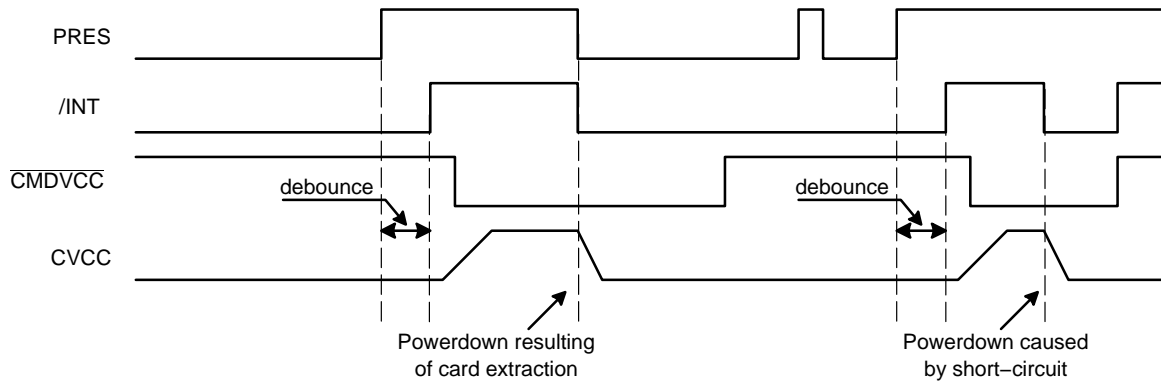 PRES
/INT
CMDVCC
debounce
debounce
CVCC
Powerdown resulting
of card extraction
Powerdown caused
by short−circuit